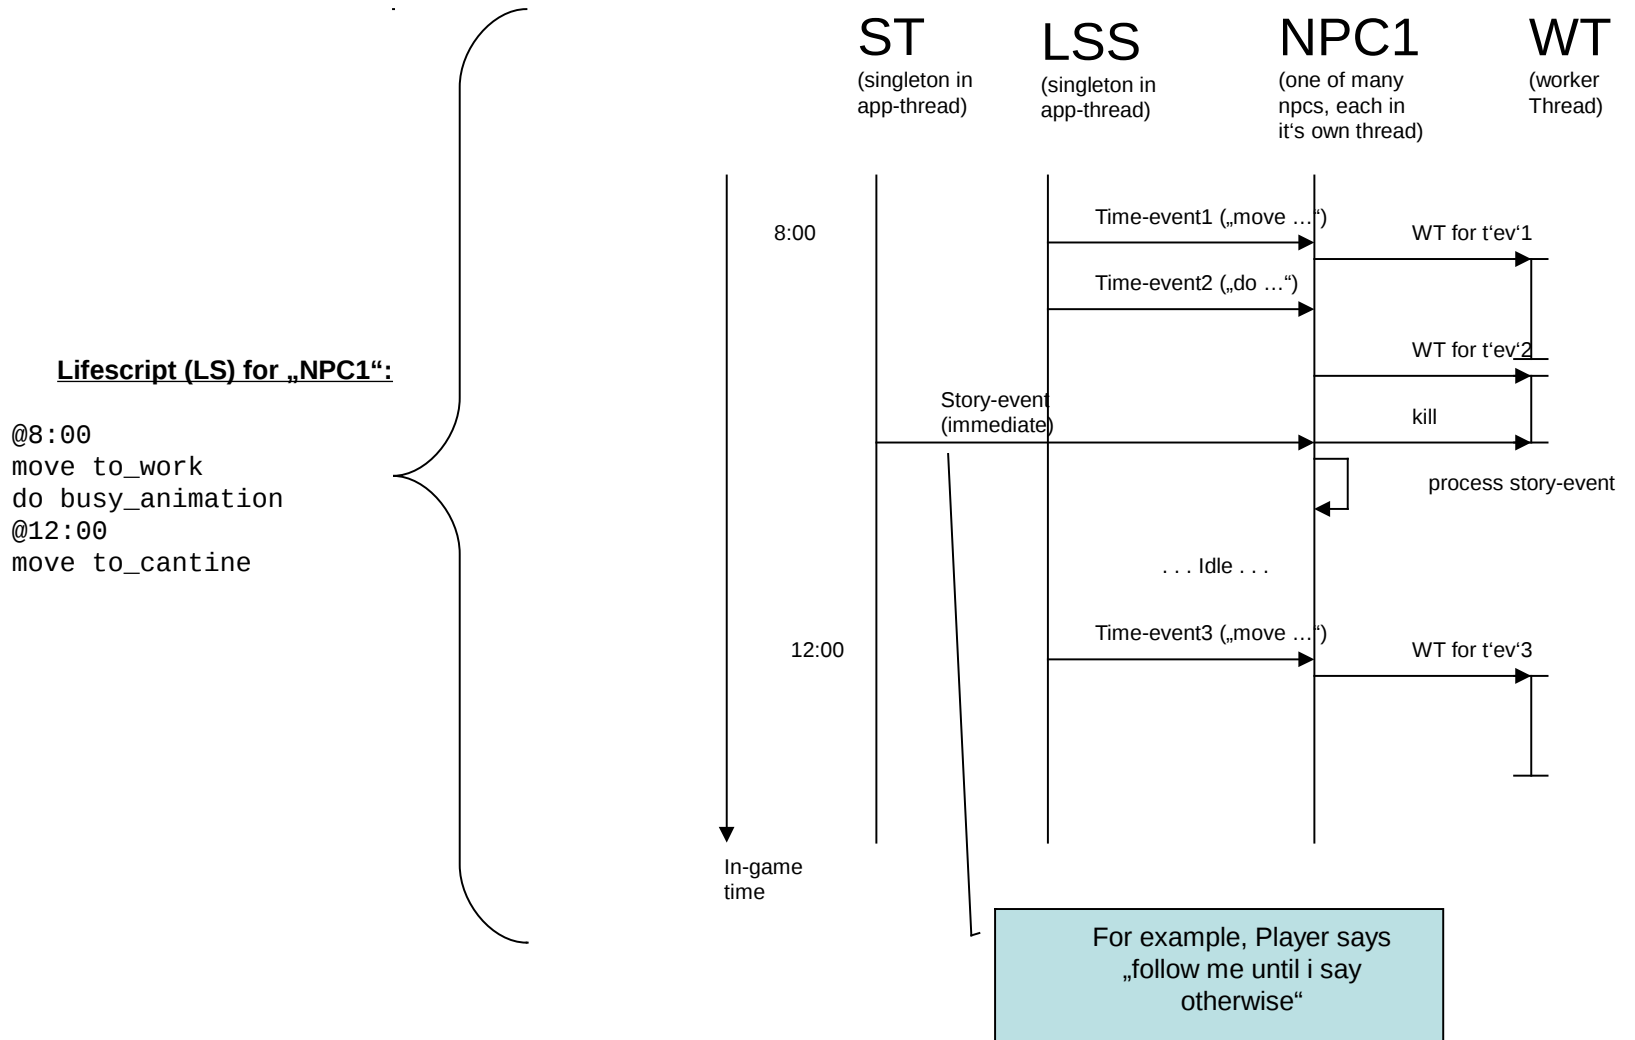 ST
(singleton in
app-thread)
LSS
(singleton in
app-thread)
NPC1
(one of many
npcs, each in
it‘s own thread)
WT
(worker
Thread)
Lifescript (LS) for „NPC1“:
@8:00
move to_work
do busy_animation
@12:00
move to_cantine
8:00
Time-event1 („move …“)
WT for t‘ev‘1
Time-event2 („do …“)
WT for t‘ev‘2
Story-event
(immediate)
kill
process story-event
. . . Idle . . .
12:00
Time-event3 („move …“)
WT for t‘ev‘3
In-game
time
For example, Player says
„follow me until i say
otherwise“